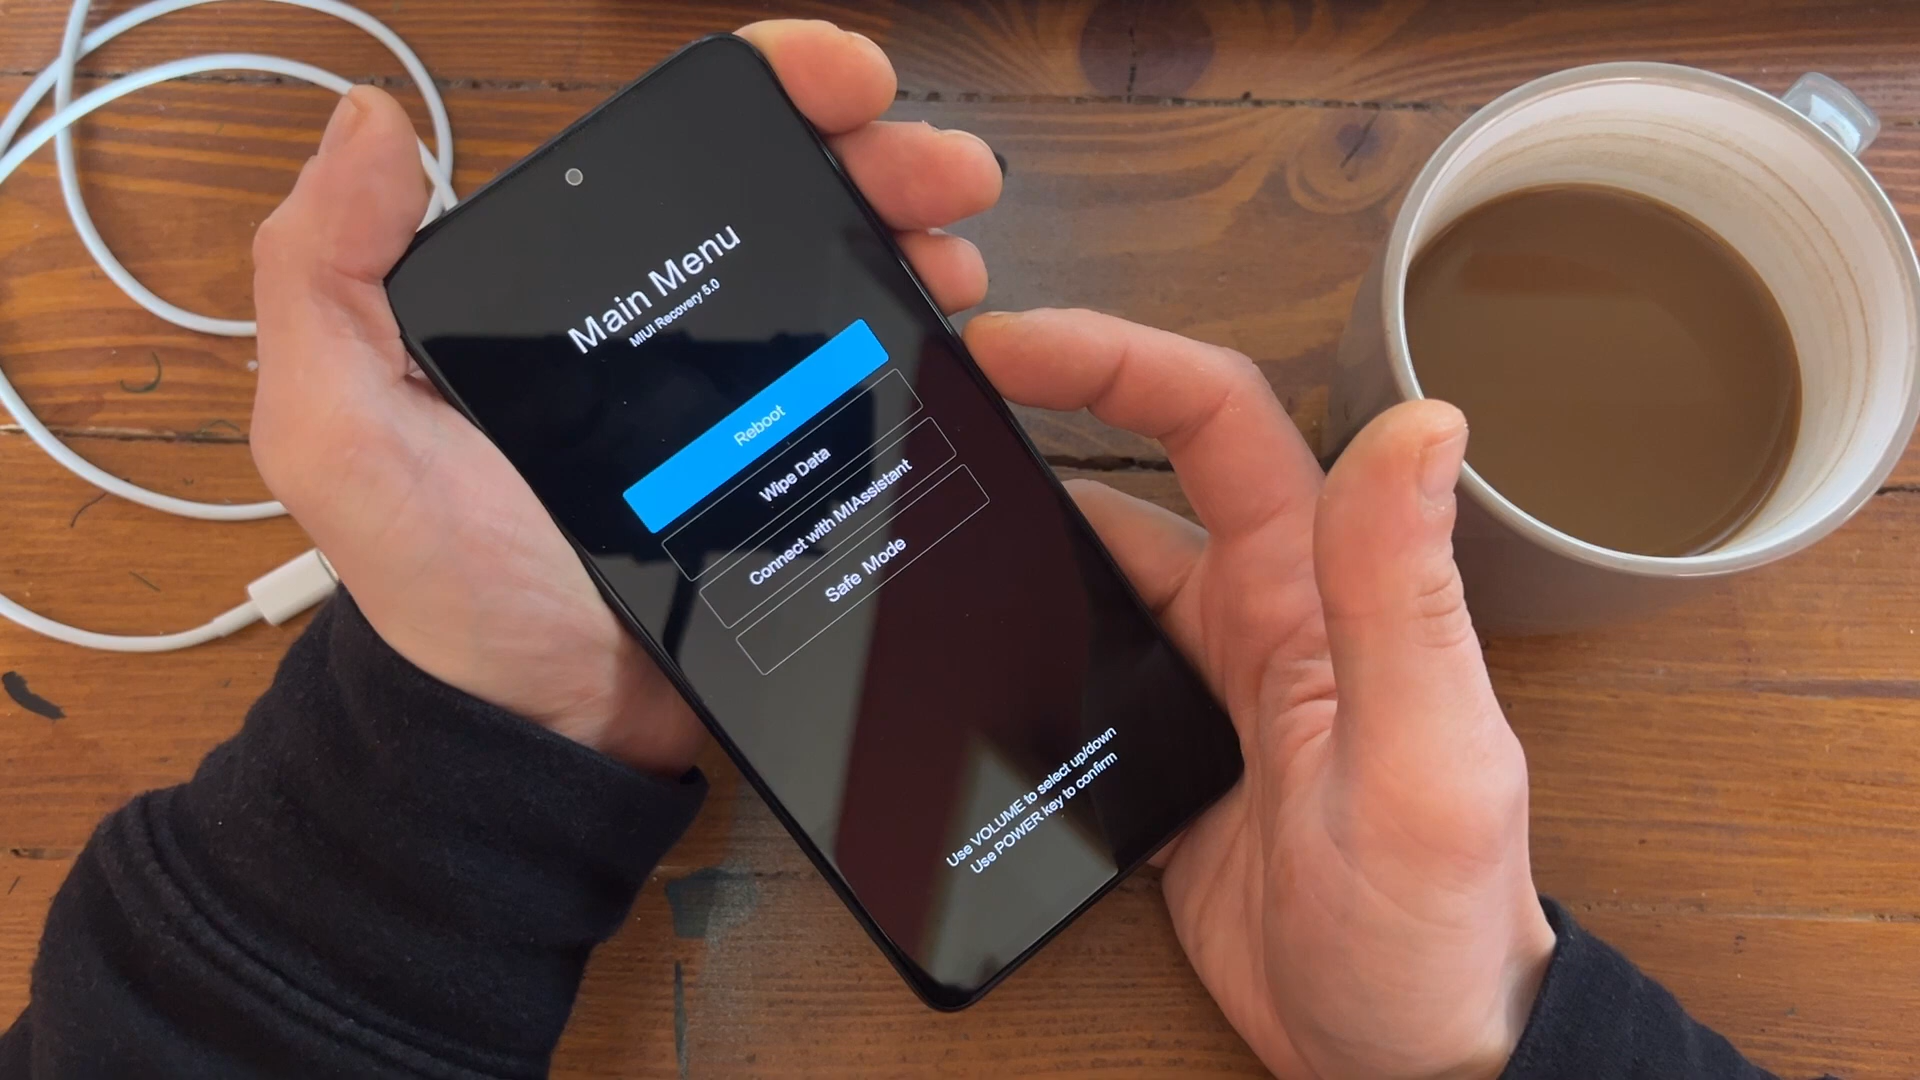 Main Menu
MIUI Recovery 5.0
Reboot
Wipe Data
Connect with MIAssistant
Safe Mode
Use VOLUME to select up/down
Use POWER key to confirm